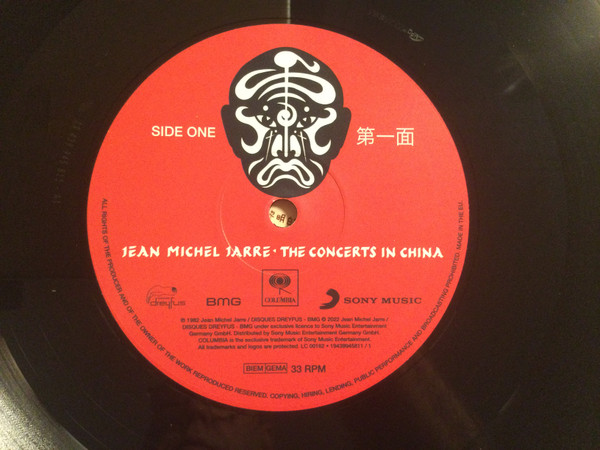 SIDE ONE
第一面
JEAN MICHEL JARRE · THE CONCERTS IN CHINA
dreyfus
BMG
COLUMBIA
SONY MUSIC
℗ 1982 Jean Michel Jarre / DISQUES DREYFUS - BMG © 2022 Jean Michel Jarre /
DISQUES DREYFUS - BMG under exclusive licence to Sony Music Entertainment
Germany GmbH. Distributed by Sony Music Entertainment Germany GmbH.
COLUMBIA is the exclusive trademark of Sony Music Entertainment.
All trademarks and logos are protected. LC 00162 •
BIEM GEMA
33 RPM
ALL RIGHTS OF THE PRODUCER AND OF THE OWNER OF THE WORK REPRODUCED RESERVED. COPYING, HIRING, LENDING, PUBLIC PERFORMANCE AND BROADCASTING PROHIBITED. MADE IN THE EU.